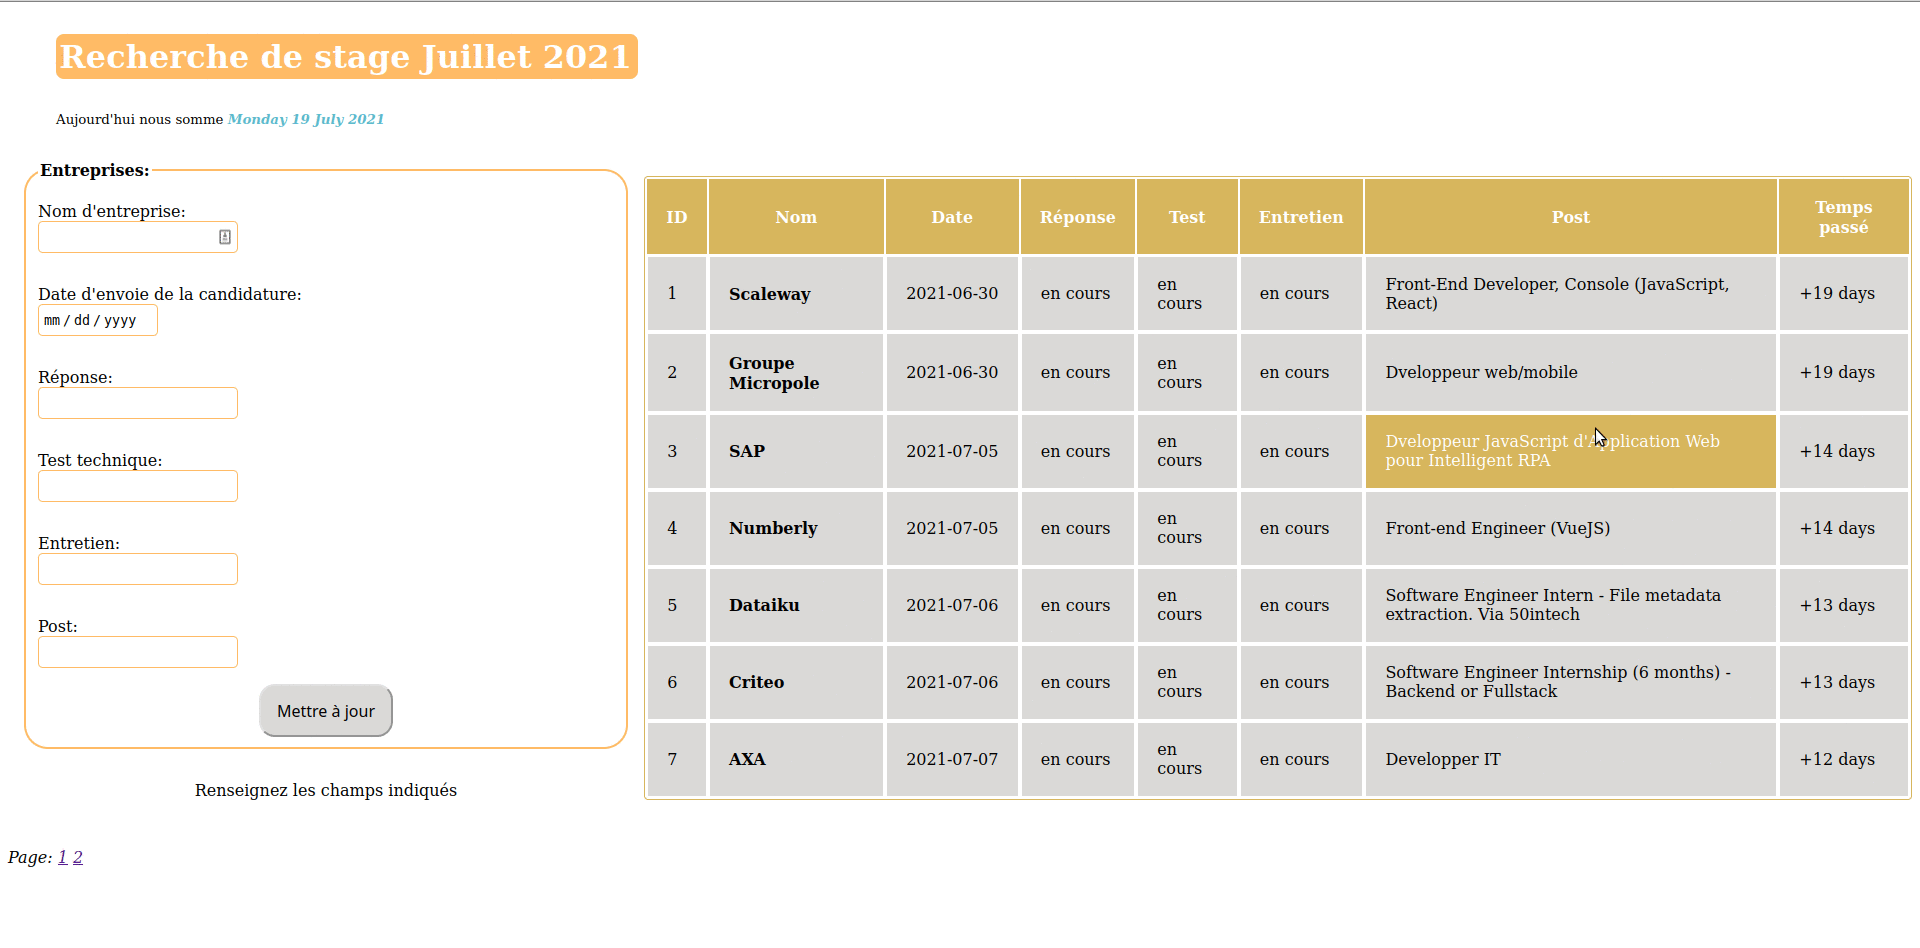 Recherche de stage Juillet 2021
Aujourd'hui nous somme Monday 19 July 2021
Entreprises:
Nom d'entreprise:
Date d'envoie de la candidature:
mm / dd / yyyy
Réponse:
Test technique:
Entretien:
Post:
Mettre à jour
Renseignez les champs indiqués
ID Nom Date Réponse Test Entretien Post Temps passé
1 Scaleway 2021-06-30 en cours en cours en cours Front-End Developer, Console (JavaScript, React) +19 days
2 Groupe Micropole 2021-06-30 en cours en cours en cours Dveloppeur web/mobile +19 days
3 SAP 2021-07-05 en cours en cours en cours Dveloppeur JavaScript d'Application Web pour Intelligent RPA +14 days
4 Numberly 2021-07-05 en cours en cours en cours Front-end Engineer (VueJS) +14 days
5 Dataiku 2021-07-06 en cours en cours en cours Software Engineer Intern - File metadata extraction. Via 50intech +13 days
6 Criteo 2021-07-06 en cours en cours en cours Software Engineer Internship (6 months) - Backend or Fullstack +13 days
7 AXA 2021-07-07 en cours en cours en cours Developper IT +12 days
Page: 1 2